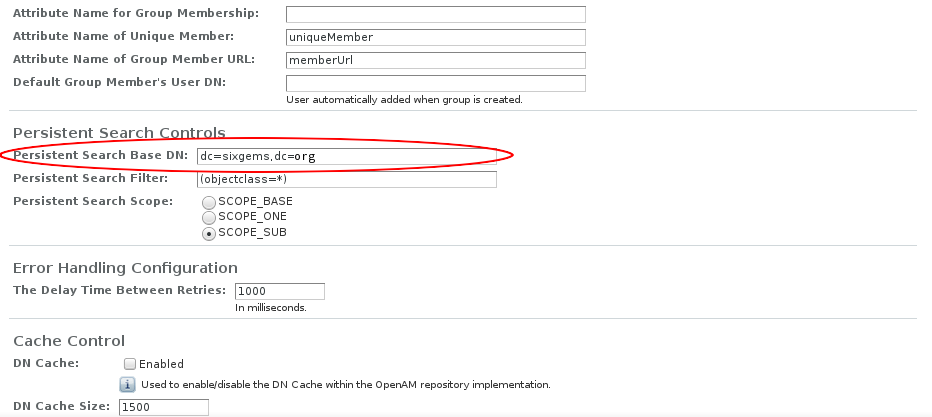 Attribute Name for Group Membership:
Attribute Name of Unique Member: uniqueMember
Attribute Name of Group Member URL: memberUrl
Default Group Member's User DN:
User automatically added when group is created.
Persistent Search Controls
Persistent Search Base DN: dc=sixgems,dc=org
Persistent Search Filter: (objectclass=*)
Persistent Search Scope: SCOPE_BASE
SCOPE_ONE
SCOPE_SUB
Error Handling Configuration
The Delay Time Between Retries: 1000
In milliseconds.
Cache Control
DN Cache: Enabled
i Used to enable/disable the DN Cache within the OpenAM repository implementation.
DN Cache Size: 1500